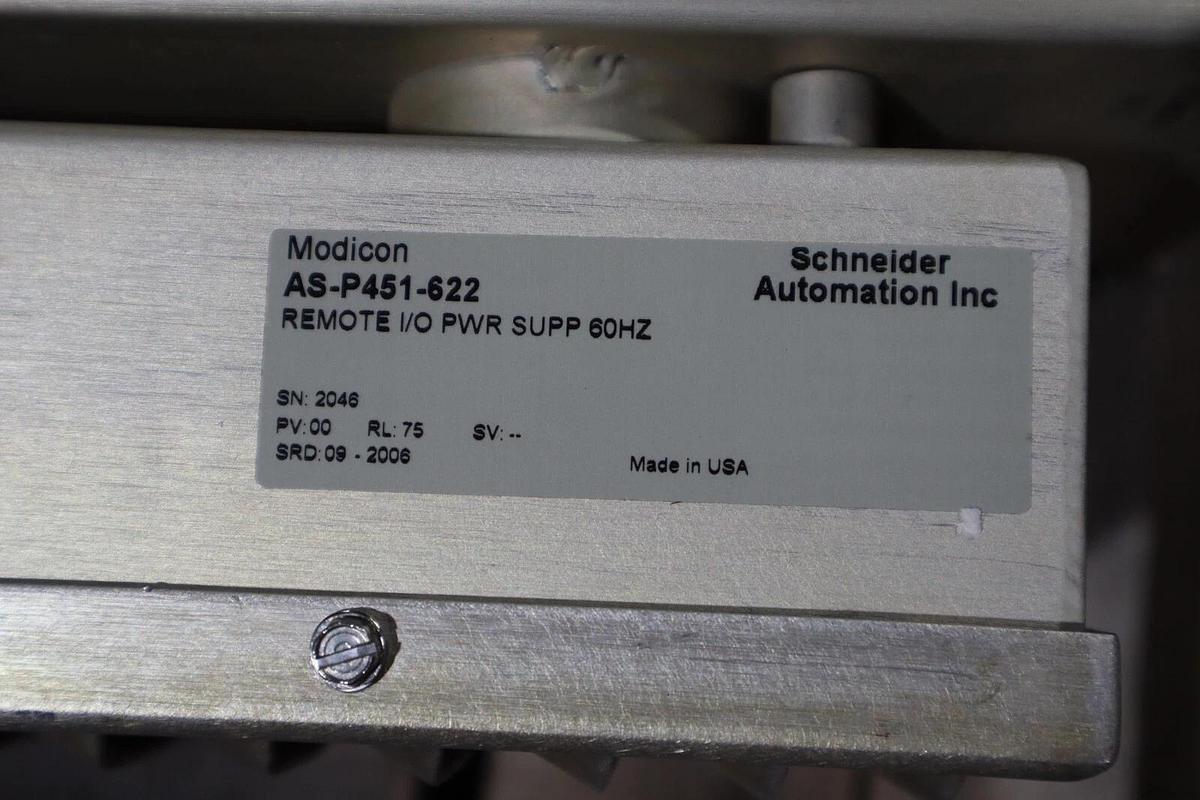 Modicon
AS-P451-622
REMOTE I/O PWR SUPP 60HZ
Schneider
Automation Inc
SN: 2046
PV: 00 RL: 75 SV: --
SRD: 09 - 2006
Made in USA